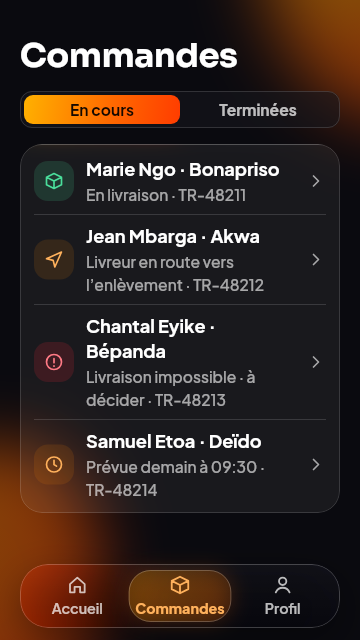 Commandes
En cours
Terminées
Marie Ngo · Bonapriso
En livraison · TR-48211
Jean Mbarga · Akwa
Livreur en route vers
l'enlèvement · TR-48212
Chantal Eyike ·
Bépanda
Livraison impossible · à
décider · TR-48213
Samuel Etoa · Deïdo
Prévue demain à 09:30 ·
TR-48214
Accueil
Commandes
Profil